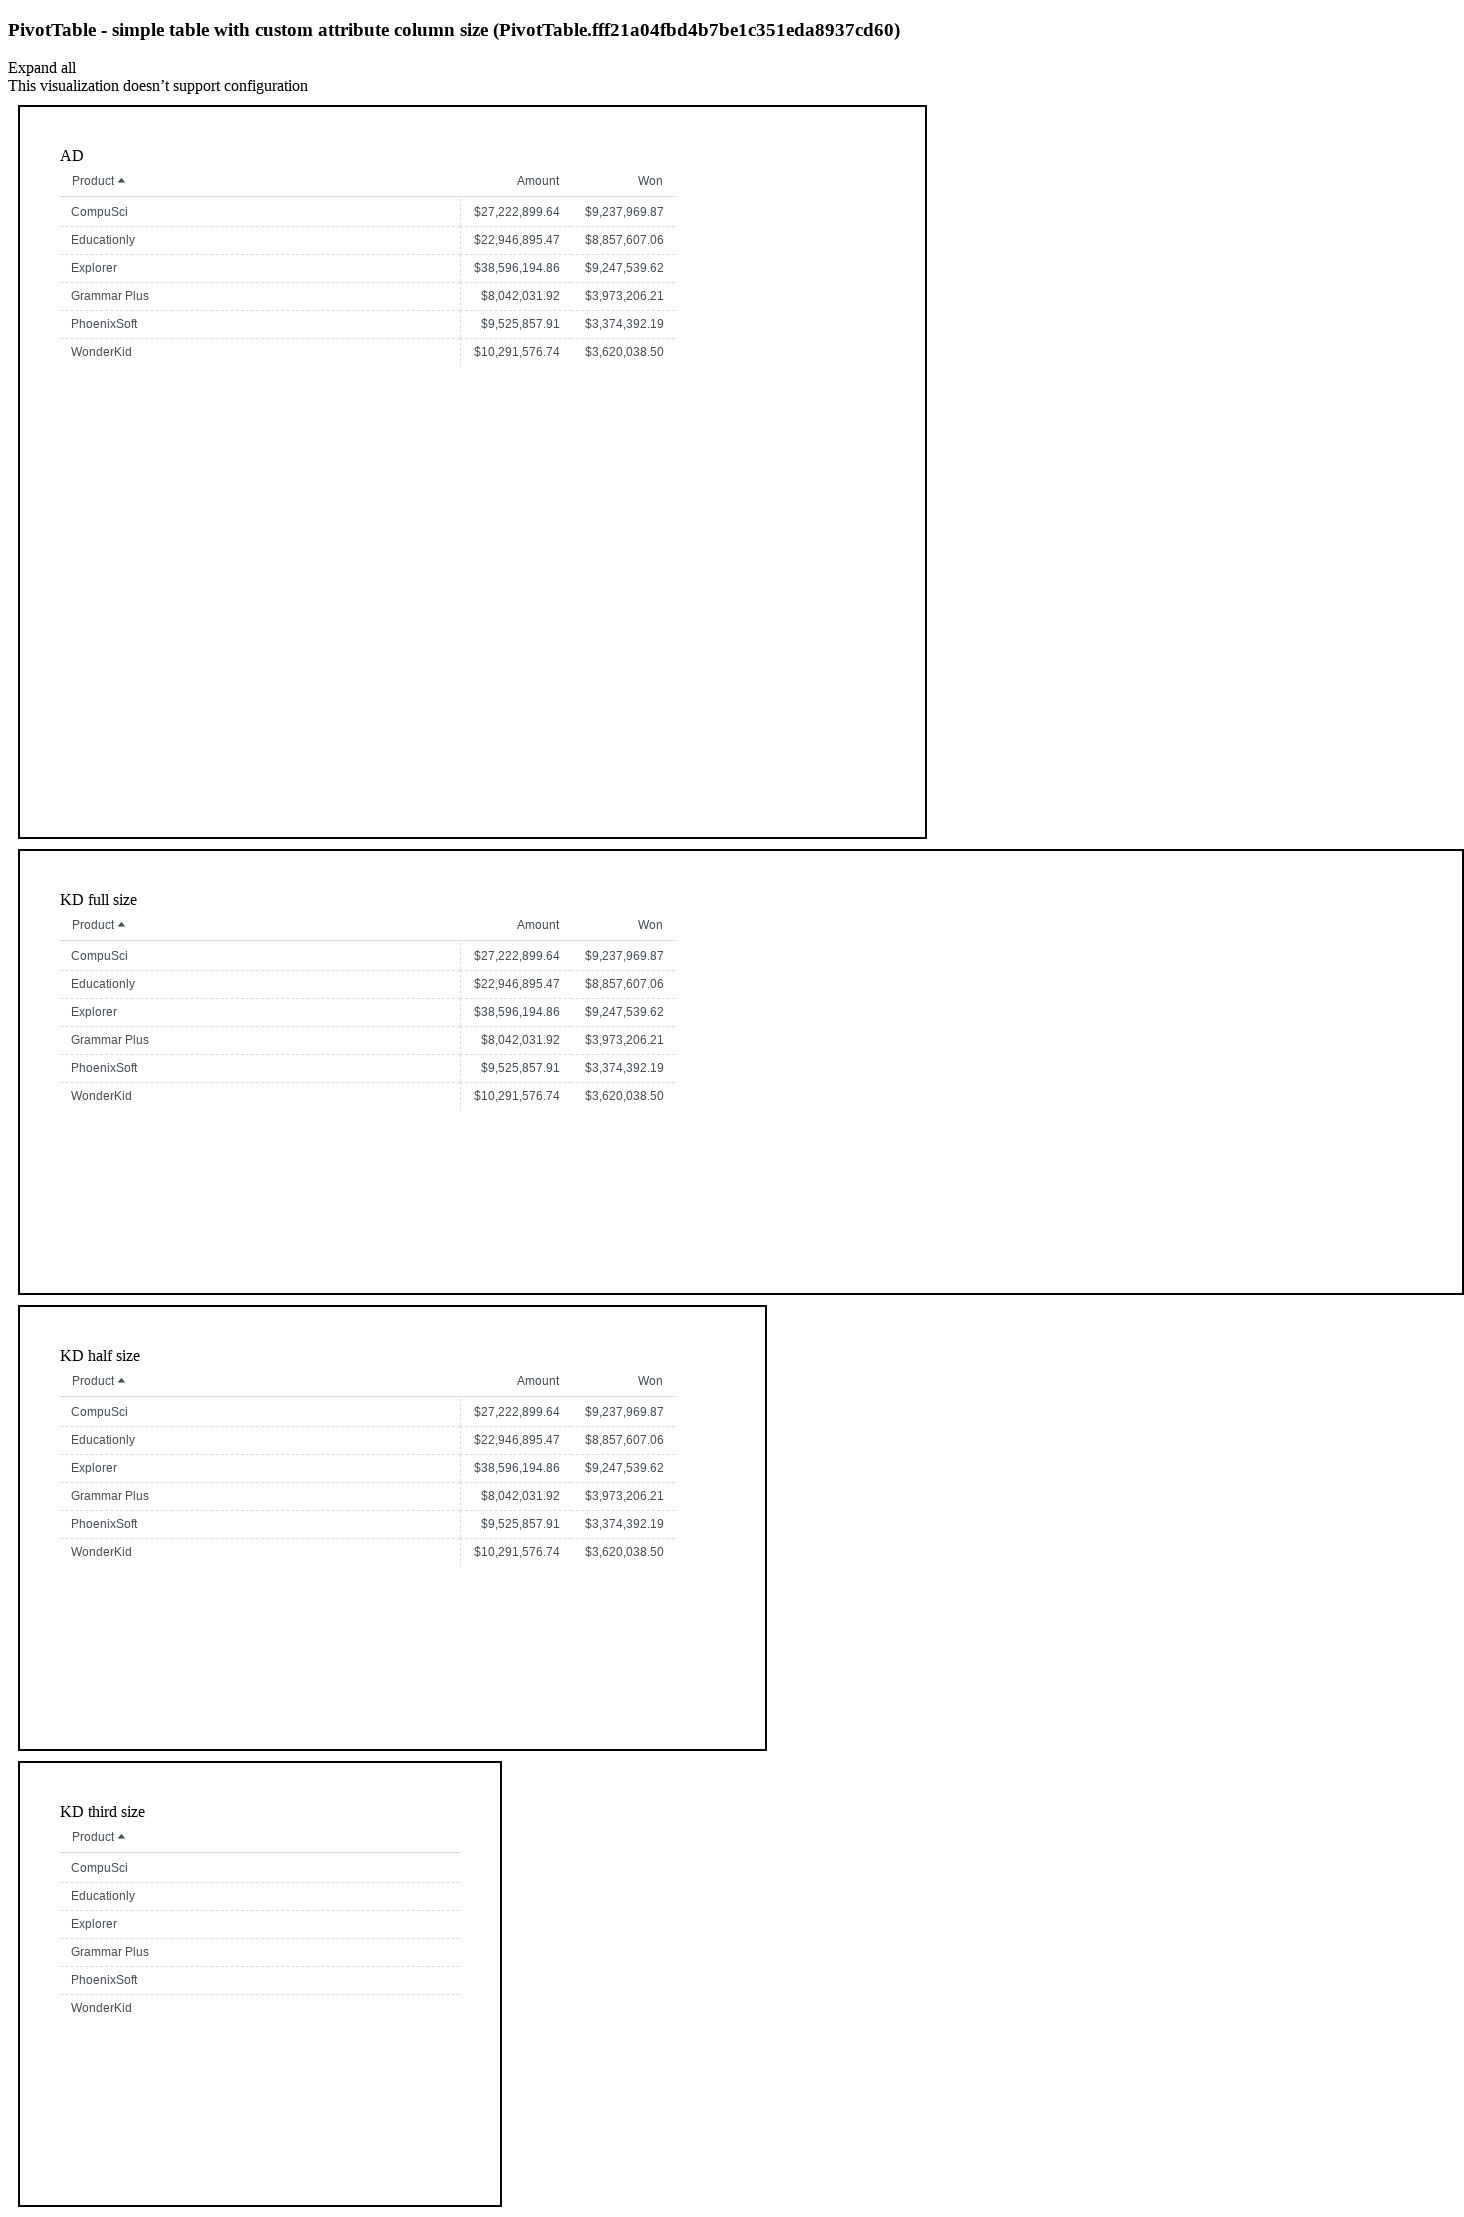 PivotTable - simple table with custom attribute column size (PivotTable.fff21a04fbd4b7be1c351eda8937cd60)
Expand all
This visualization doesn’t support configuration
AD
Product Amount Won
CompuSci $27,222,899.64 $9,237,969.87
Educationly $22,946,895.47 $8,857,607.06
Explorer $38,596,194.86 $9,247,539.62
Grammar Plus $8,042,031.92 $3,973,206.21
PhoenixSoft $9,525,857.91 $3,374,392.19
WonderKid $10,291,576.74 $3,620,038.50
KD full size
Product Amount Won
CompuSci $27,222,899.64 $9,237,969.87
Educationly $22,946,895.47 $8,857,607.06
Explorer $38,596,194.86 $9,247,539.62
Grammar Plus $8,042,031.92 $3,973,206.21
PhoenixSoft $9,525,857.91 $3,374,392.19
WonderKid $10,291,576.74 $3,620,038.50
KD half size
Product Amount Won
CompuSci $27,222,899.64 $9,237,969.87
Educationly $22,946,895.47 $8,857,607.06
Explorer $38,596,194.86 $9,247,539.62
Grammar Plus $8,042,031.92 $3,973,206.21
PhoenixSoft $9,525,857.91 $3,374,392.19
WonderKid $10,291,576.74 $3,620,038.50
KD third size
Product
CompuSci
Educationly
Explorer
Grammar Plus
PhoenixSoft
WonderKid